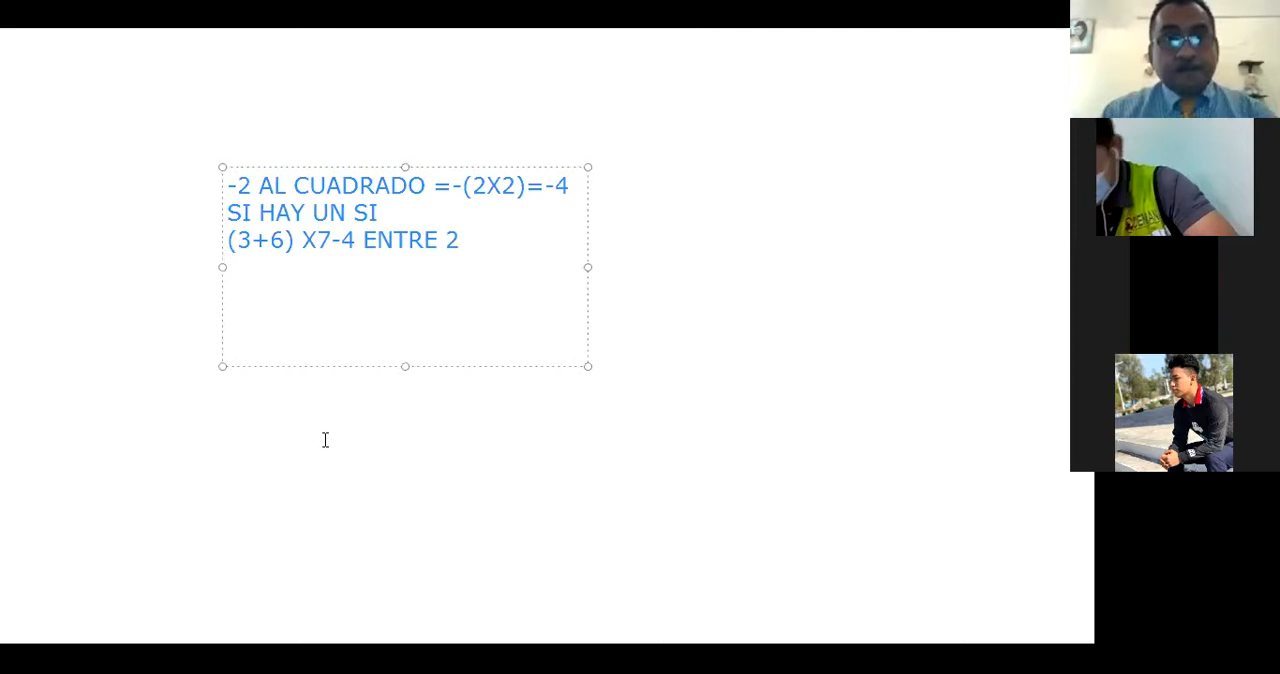 -2 AL CUADRADO =-(2X2)=-4
SI HAY UN SI
(3+6) X7-4 ENTRE 2